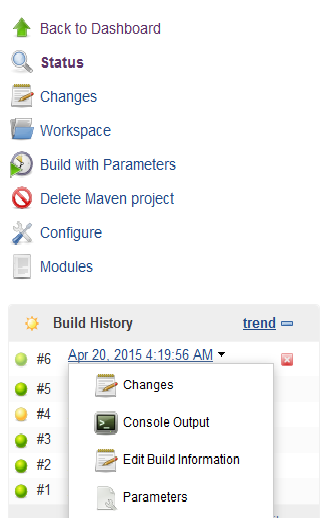 Back to Dashboard
Status
Changes
Workspace
Build with Parameters
Delete Maven project
Configure
Modules
Build History trend
#6 Apr 20, 2015 4:19:56 AM
#5 Changes
#4 Console Output
#3 Edit Build Information
#2 Parameters
#1